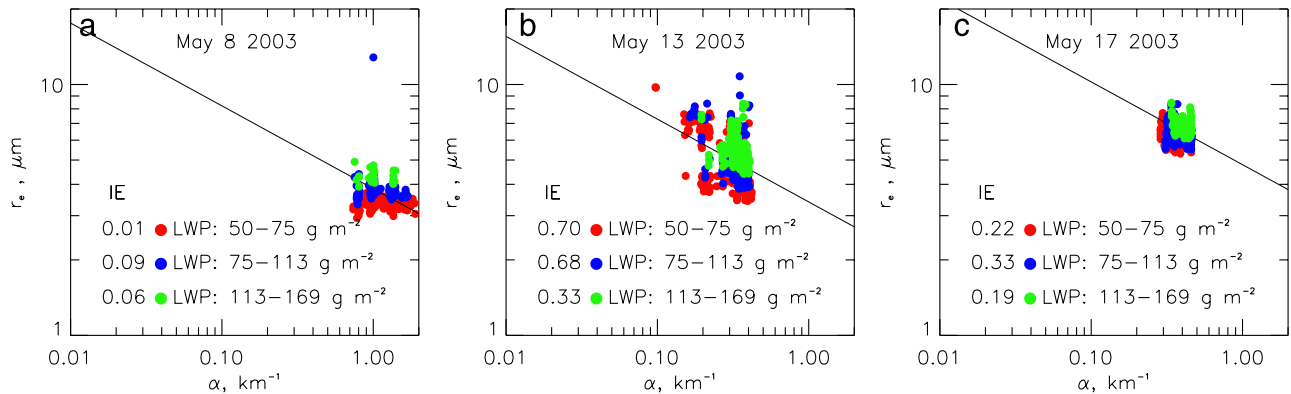 a
May 8 2003
10
1
r_e , μm
IE
0.01 LWP: 50–75 g m⁻²
0.09 LWP: 75–113 g m⁻²
0.06 LWP: 113–169 g m⁻²
0.01 0.10 1.00
α, km⁻¹
b
May 13 2003
10
1
r_e , μm
IE
0.70 LWP: 50–75 g m⁻²
0.68 LWP: 75–113 g m⁻²
0.33 LWP: 113–169 g m⁻²
0.01 0.10 1.00
α, km⁻¹
c
May 17 2003
10
1
r_e , μm
IE
0.22 LWP: 50–75 g m⁻²
0.33 LWP: 75–113 g m⁻²
0.19 LWP: 113–169 g m⁻²
0.01 0.10 1.00
α, km⁻¹